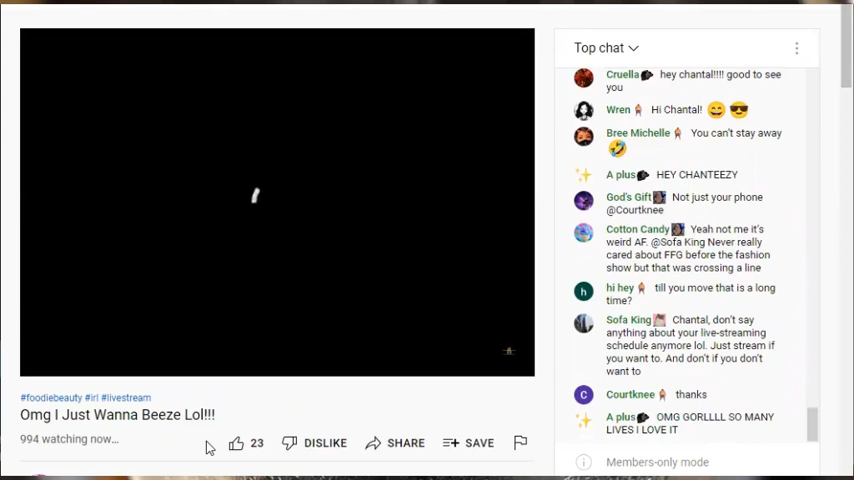 Top chat
Cruella hey chantal!!!! good to see
you
Wren Hi Chantal!
Bree Michelle You can't stay away
A plus HEY CHANTEEZY
God's Gift Not just your phone
@Courtknee
Cotton Candy Yeah not me it's
weird AF. @Sofa King Never really
cared about FFG before the fashion
show but that was crossing a line
h
hi hey till you move that is a long
time?
Sofa King Chantal, don't say
anything about your live-streaming
schedule anymore lol. Just stream if
you want to. And don't if you don't
want to
C
Courtknee thanks
A plus OMG GORLLLL SO MANY
LIVES I LOVE IT
Members-only mode
#foodiebeauty #irl #livestream
Omg I Just Wanna Beeze Lol!!!
994 watching now...
23 DISLIKE SHARE SAVE